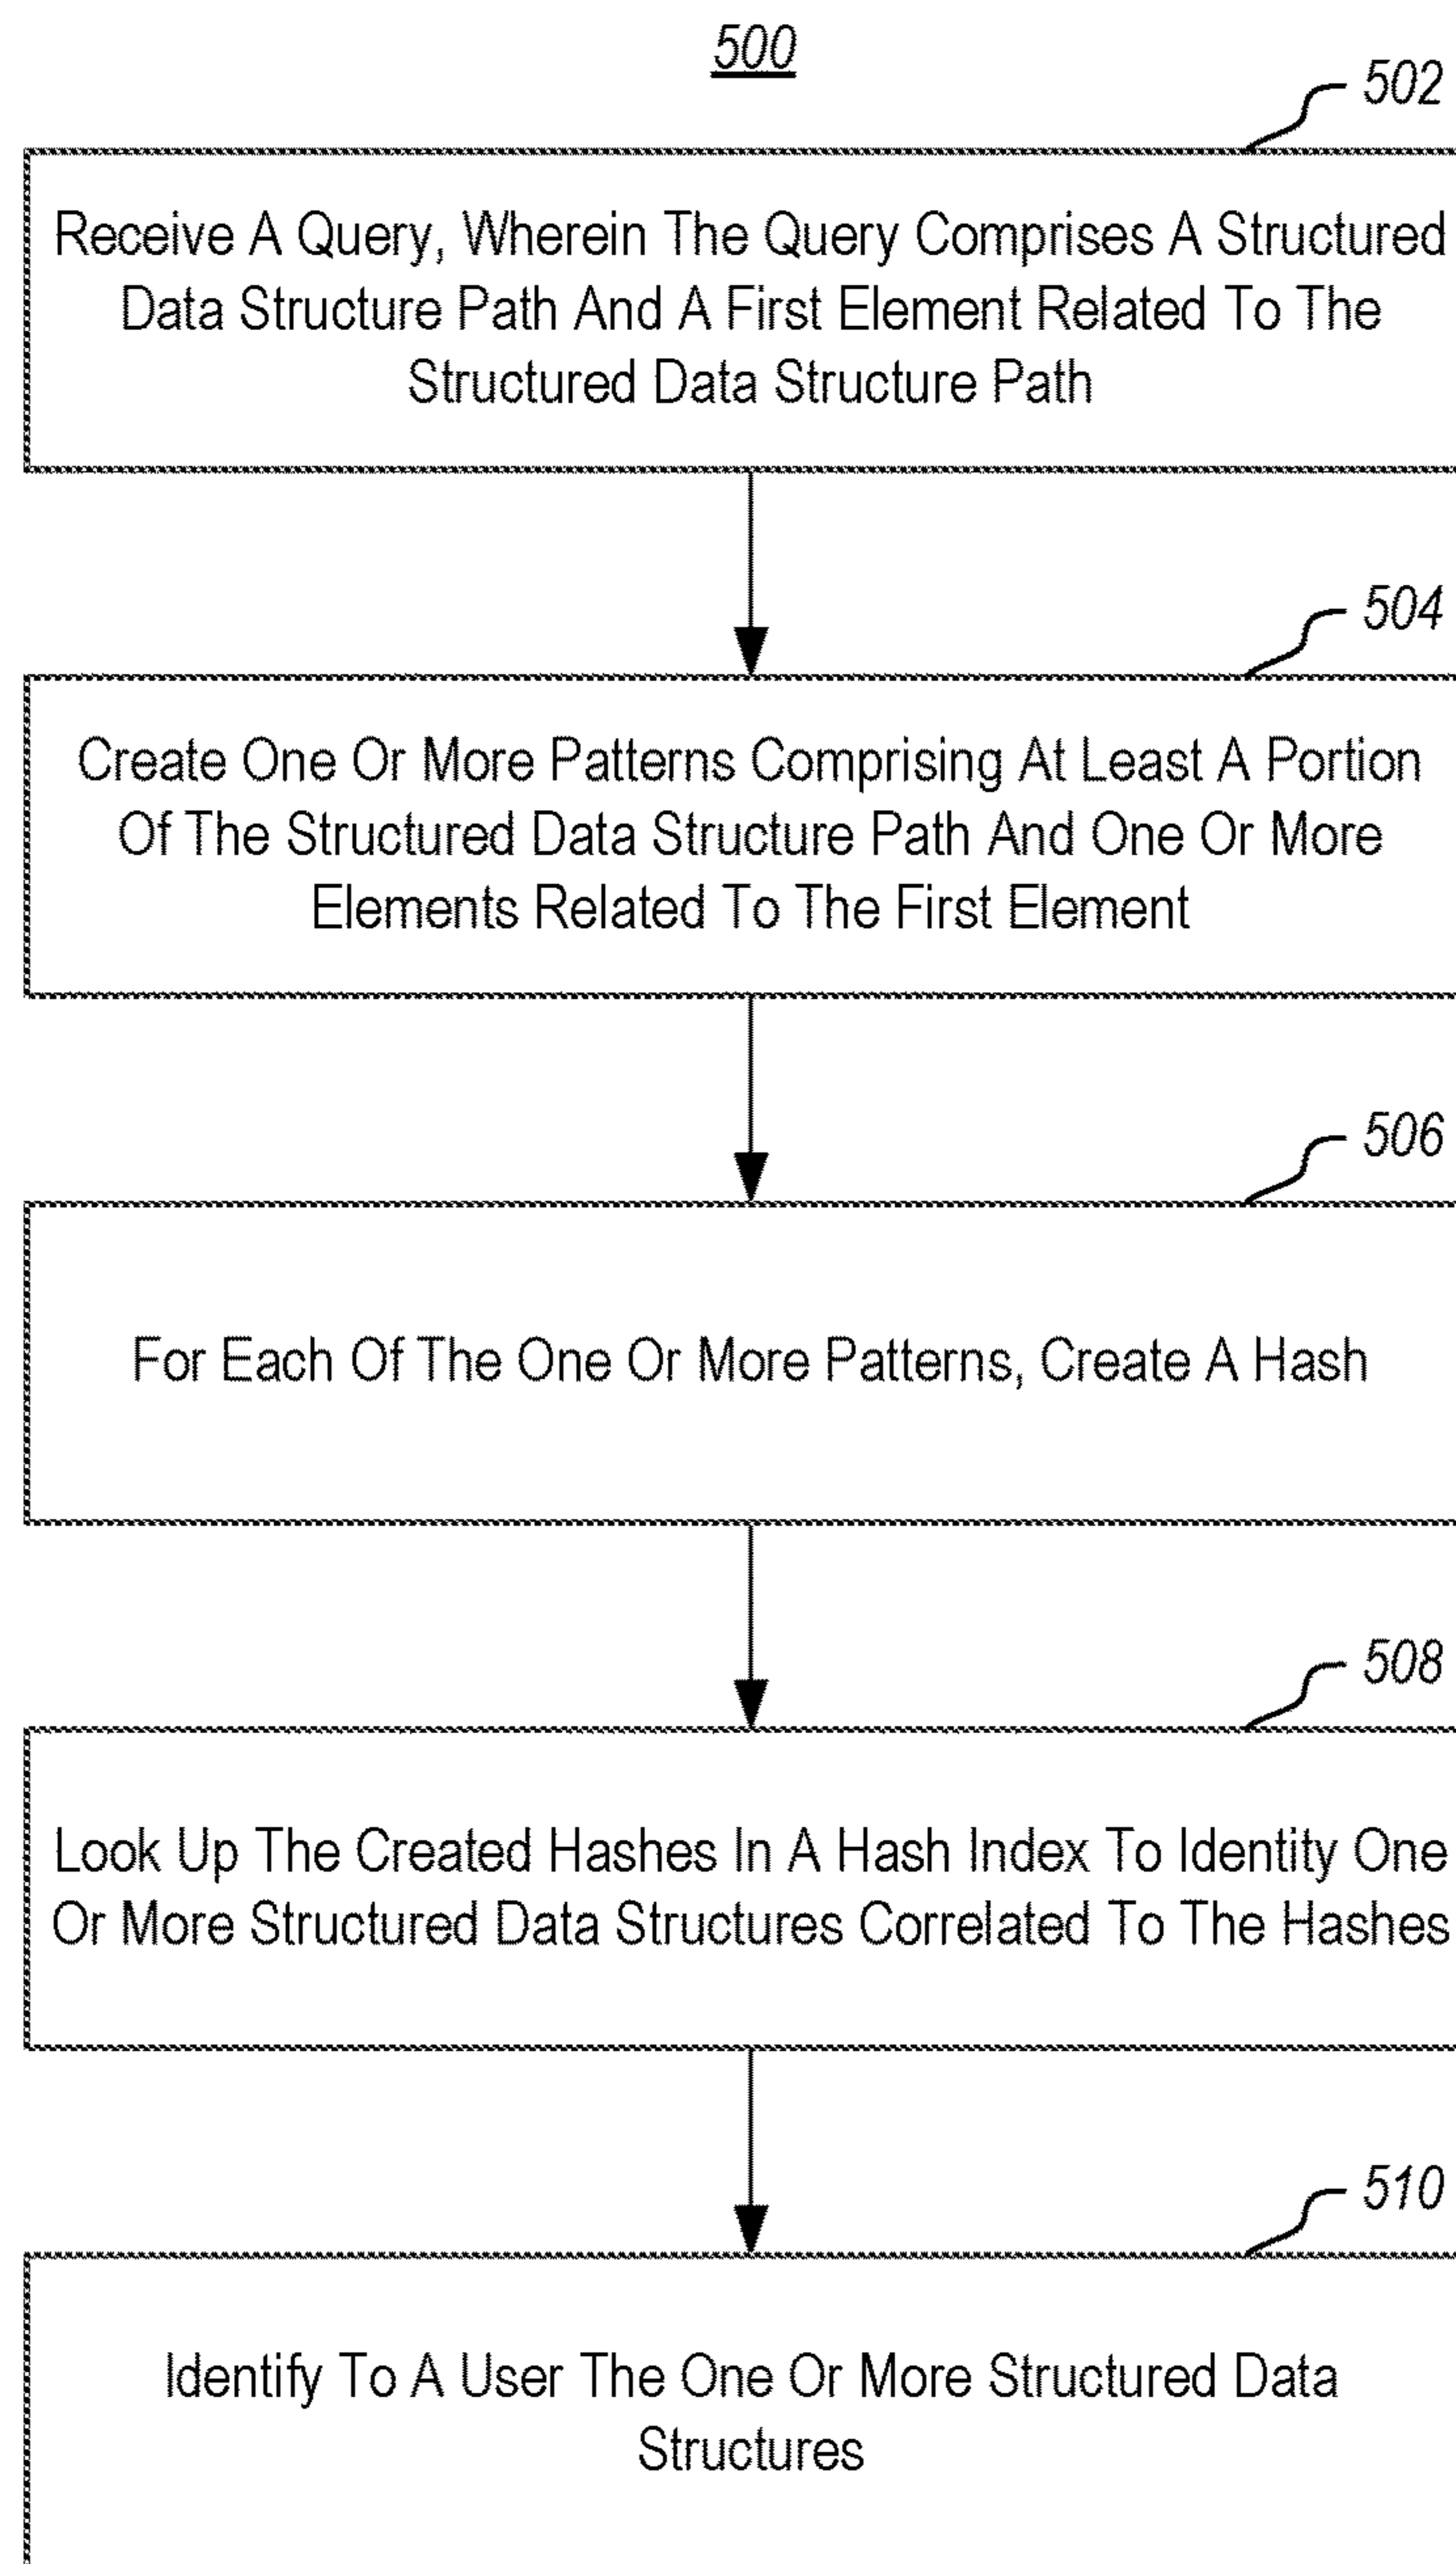 500
502
Receive A Query, Wherein The Query Comprises A Structured
Data Structure Path And A First Element Related To The
Structured Data Structure Path
504
Create One Or More Patterns Comprising At Least A Portion
Of The Structured Data Structure Path And One Or More
Elements Related To The First Element
506
For Each Of The One Or More Patterns, Create A Hash
508
Look Up The Created Hashes In A Hash Index To Identity One
Or More Structured Data Structures Correlated To The Hashes
510
Identify To A User The One Or More Structured Data
Structures